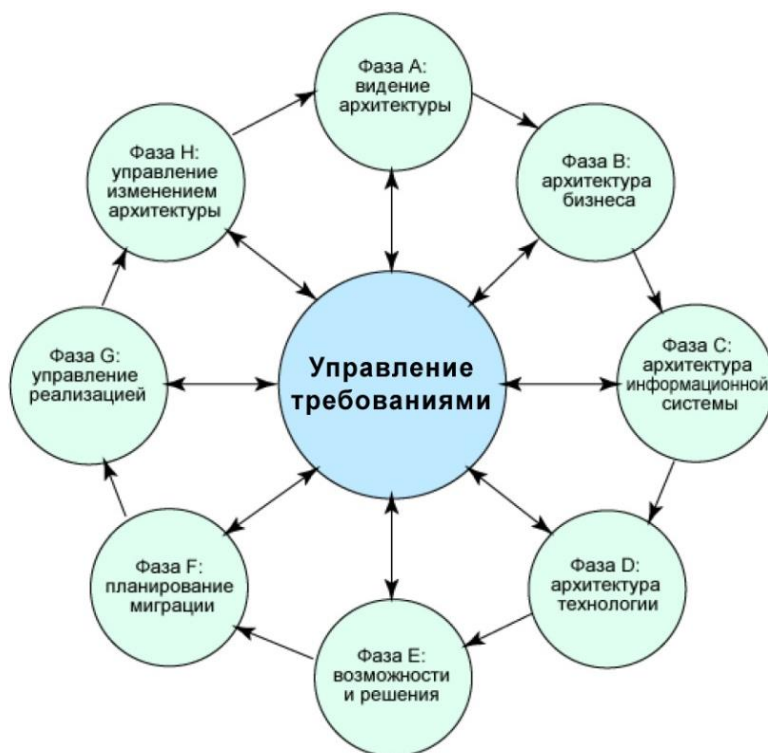 Фаза A:
видение
архитектуры
Фаза B:
архитектура
бизнеса
Фаза C:
архитектура
информационной
системы
Фаза D:
архитектура
технологии
Фаза E:
возможности
и решения
Фаза F:
планирование
миграции
Фаза G:
управление
реализацией
Фаза H:
управление
изменением
архитектуры
Управление
требованиями